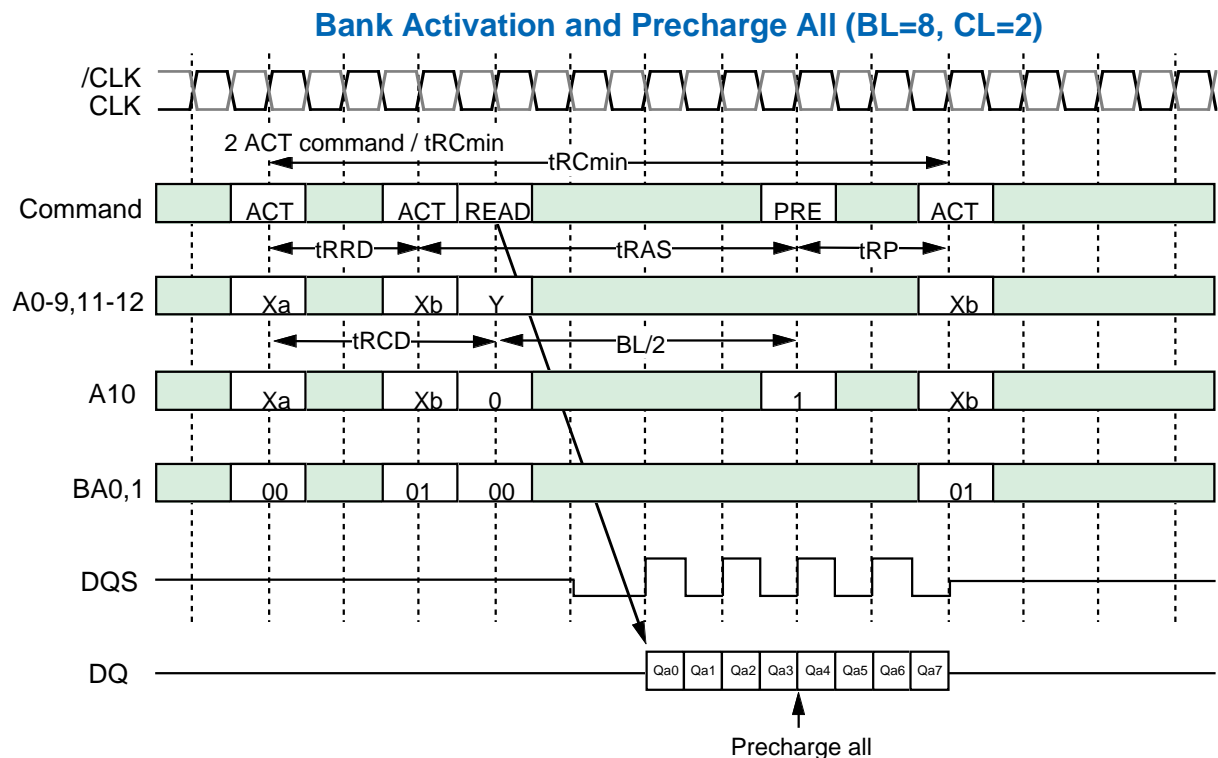 Bank Activation and Precharge All (BL=8, CL=2)
/CLK
CLK
2 ACT command / tRCmin
tRCmin
Command ACT ACT READ PRE ACT
tRRD tRAS tRP
A0-9,11-12 Xa Xb Y Xb
tRCD BL/2
A10 Xa Xb 0 1 Xb
BA0,1 00 01 00 01
DQS
DQ Qa0 Qa1 Qa2 Qa3 Qa4 Qa5 Qa6 Qa7
Precharge all